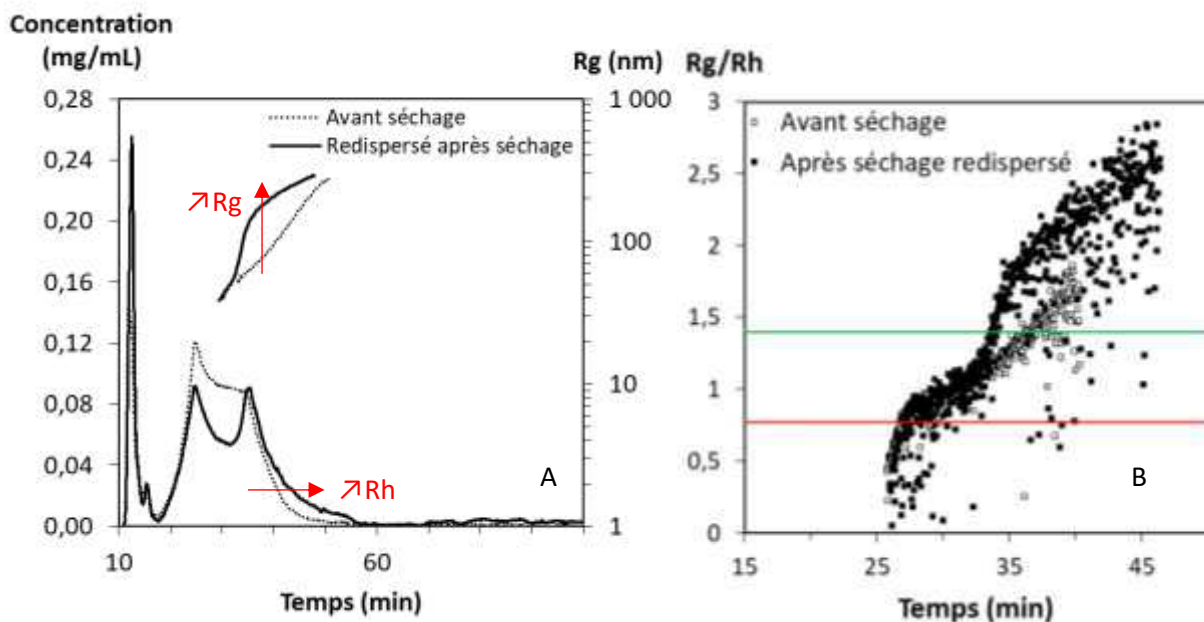 Concentration
(mg/mL)
Rg (nm)
0,28
0,24
0,20
0,16
0,12
0,08
0,04
0,00
1 000
100
10
1
Avant séchage
Redispersé après séchage
↗Rg
↗Rh
A
10
60
Temps (min)
Rg/Rh
3
2,5
2
1,5
1
0,5
0
Avant séchage
Après séchage redispersé
B
15
25
35
45
Temps (min)